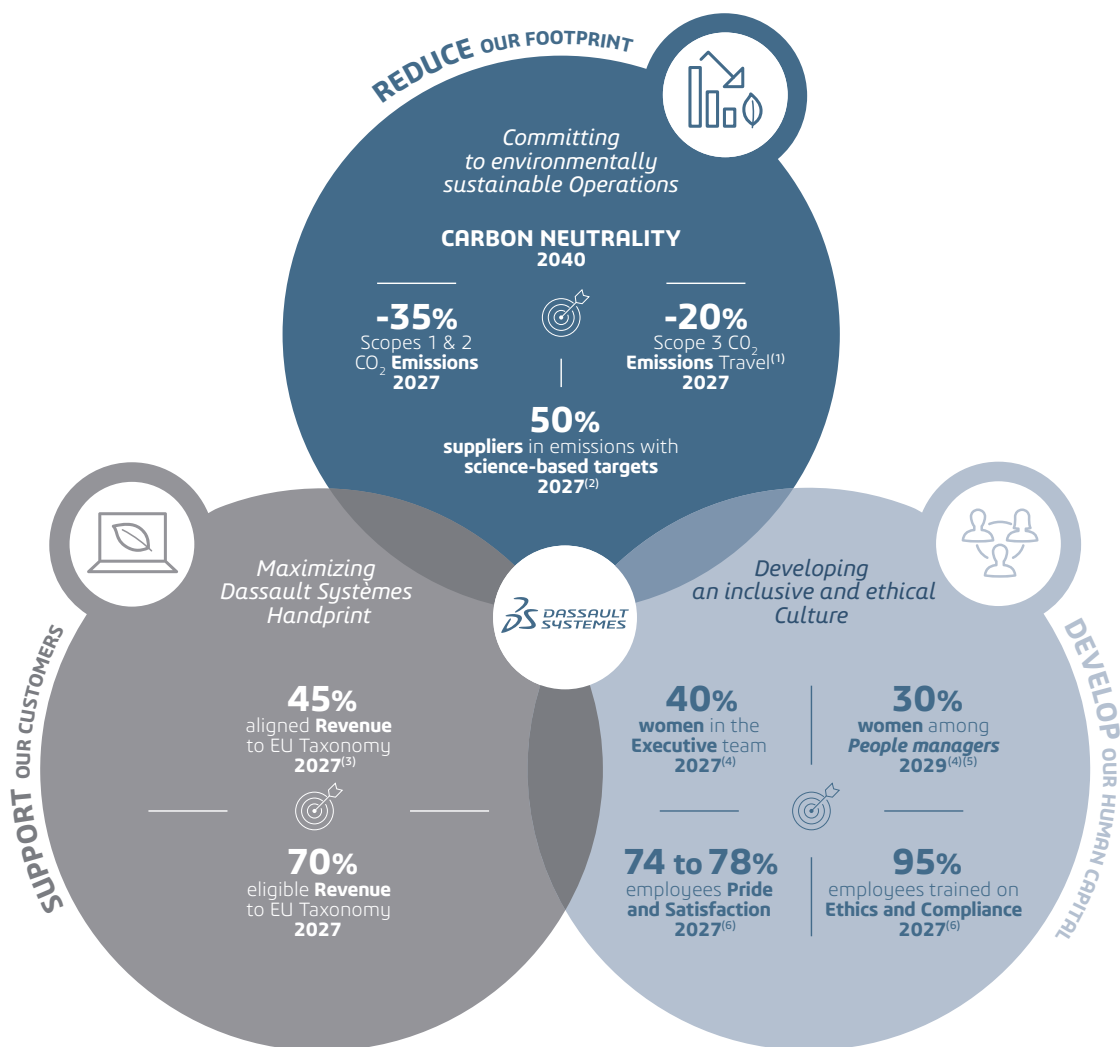 REDUCE OUR FOOTPRINT
Committing
to environmentally
sustainable Operations
CARBON NEUTRALITY
2040
-35%
Scopes 1 & 2
CO₂ Emissions
2027
-20%
Scope 3 CO₂
Emissions Travel⁽¹⁾
2027
50%
suppliers in emissions with
science-based targets
2027⁽²⁾
SUPPORT OUR CUSTOMERS
Maximizing
Dassault Systèmes
Handprint
45%
aligned Revenue
to EU Taxonomy
2027⁽³⁾
70%
eligible Revenue
to EU Taxonomy
2027
3DS DASSAULT
SYSTEMES
DEVELOP OUR HUMAN CAPITAL
Developing
an inclusive and ethical
Culture
40%
women in the
Executive team
2027⁽⁴⁾
30%
women among
People managers
2029⁽⁴⁾⁽⁵⁾
74 to 78%
employees Pride
and Satisfaction
2027⁽⁶⁾
95%
employees trained on
Ethics and Compliance
2027⁽⁶⁾